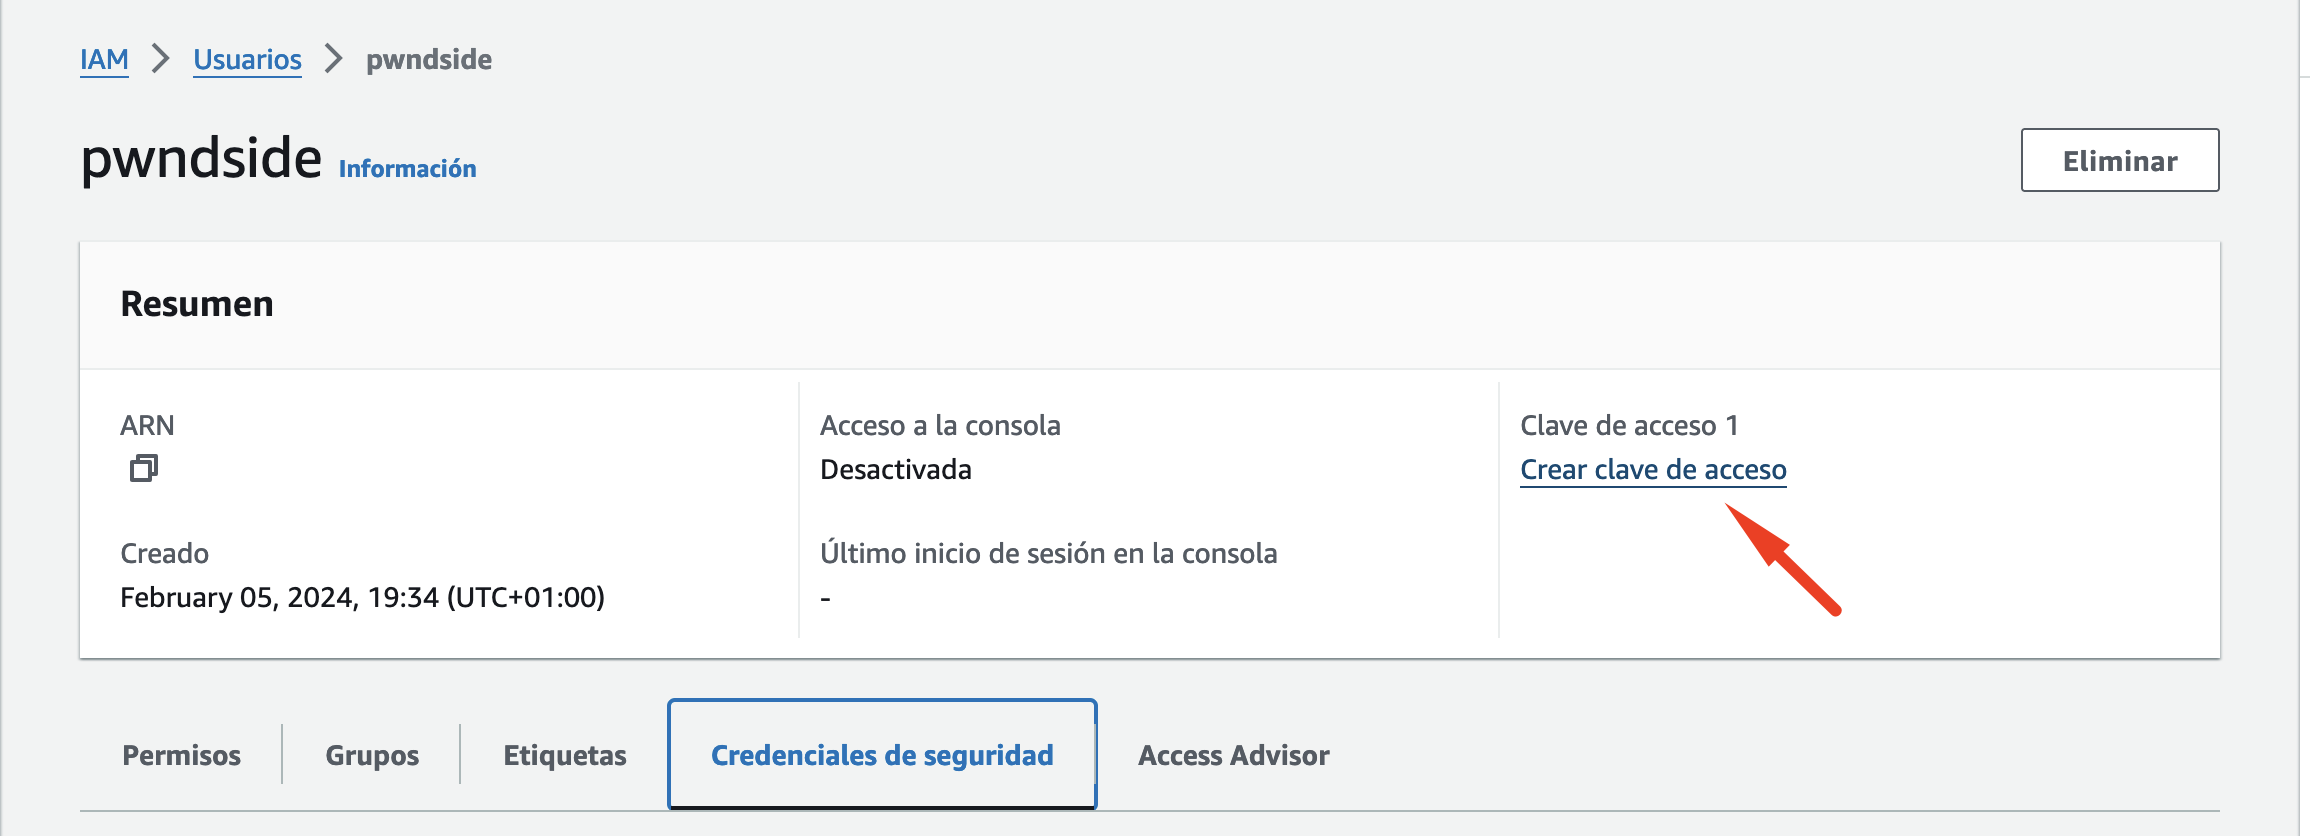 IAM > Usuarios > pwndside
pwndside Información
Eliminar
Resumen
ARN
Creado
February 05, 2024, 19:34 (UTC+01:00)
Acceso a la consola
Desactivada
Último inicio de sesión en la consola
-
Clave de acceso 1
Crear clave de acceso
Permisos
Grupos
Etiquetas
Credenciales de seguridad
Access Advisor